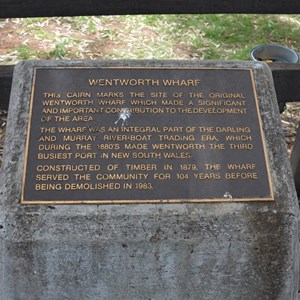 WENTWORTH WHARF
THIS CAIRN MARKS THE SITE OF THE ORIGINAL
WENTWORTH WHARF WHICH MADE A SIGNIFICANT
AND IMPORTANT CONTRIBUTION TO THE DEVELOPMENT
OF THE AREA
THE WHARF WAS AN INTEGRAL PART OF THE DARLING
AND MURRAY RIVER-BOAT TRADING ERA, WHICH
DURING THE 1880'S MADE WENTWORTH THE THIRD
BUSIEST PORT IN NEW SOUTH WALES.
CONSTRUCTED OF TIMBER IN 1879, THE WHARF
SERVED THE COMMUNITY FOR 104 YEARS BEFORE
BEING DEMOLISHED IN 1983.